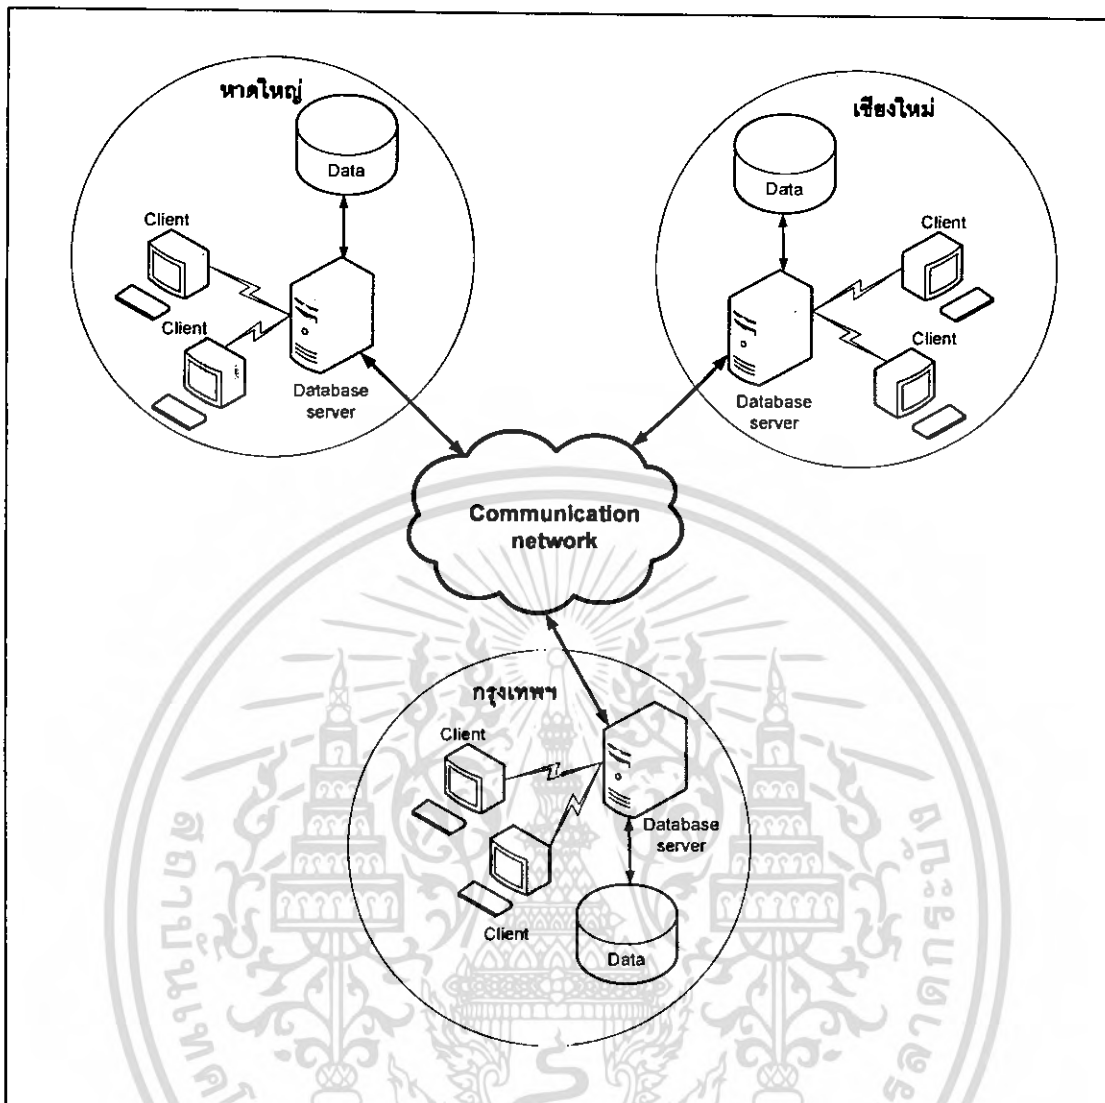 หาดใหญ่
Data
Client
Client
Database
server
เชียงใหม่
Data
Client
Client
Database
server
Communication
network
กรุงเทพฯ
Client
Client
Database
server
Data